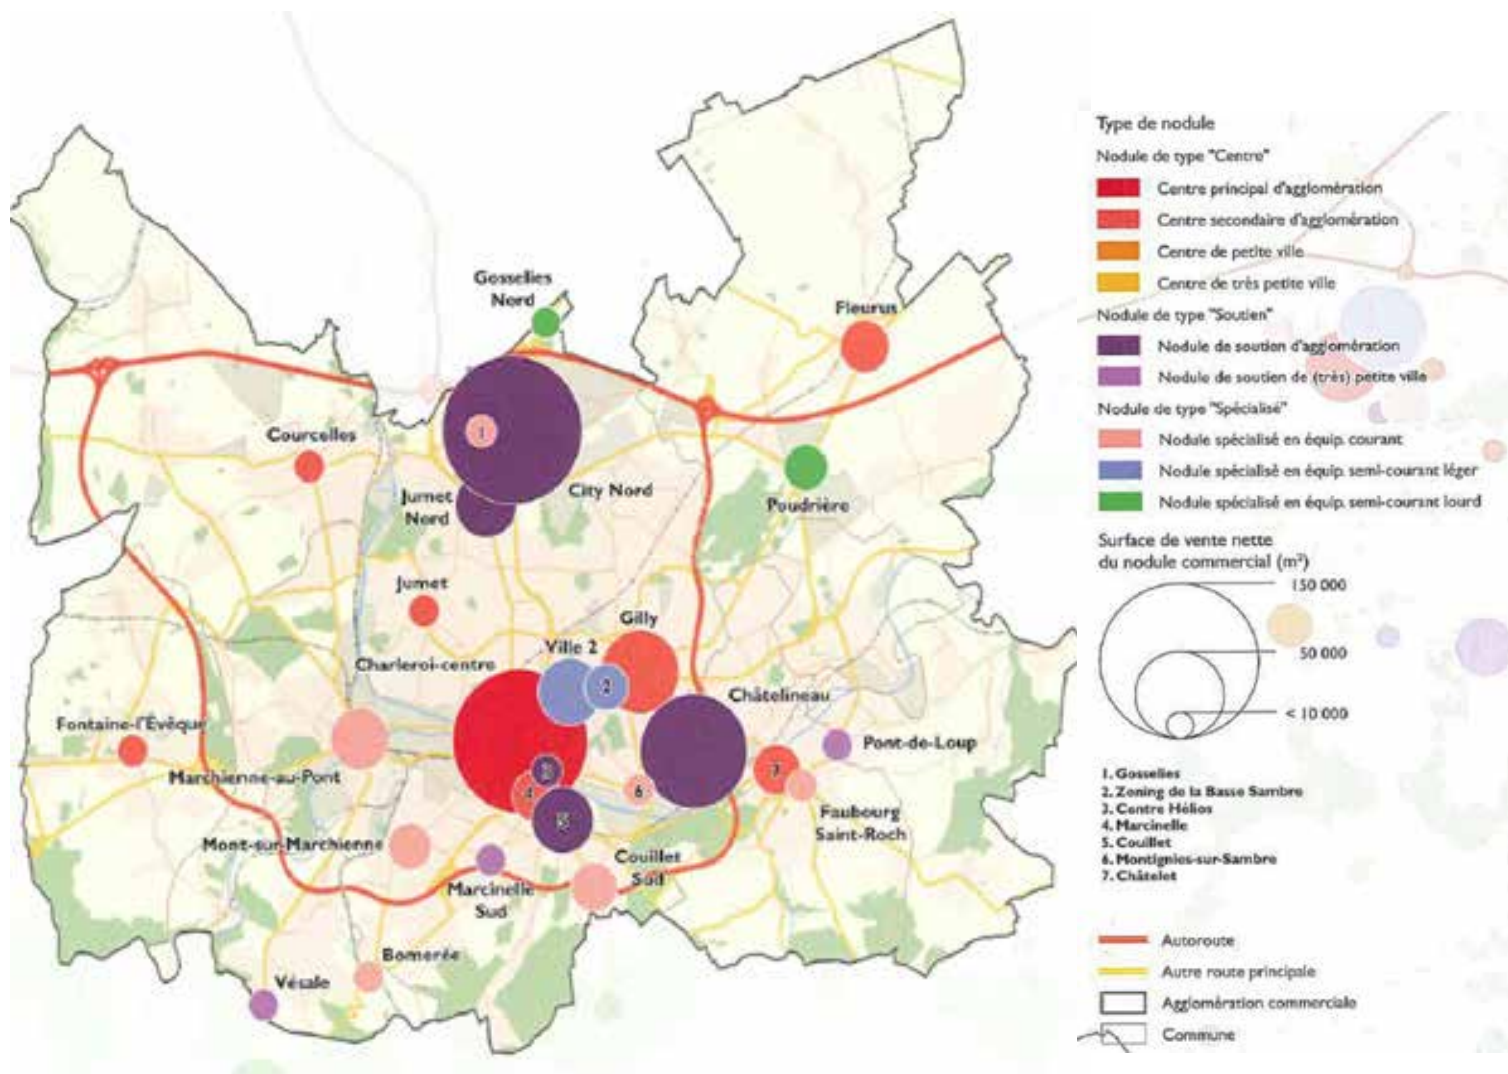 Gosselies
Nord
Fleurus
Courcelles
1
Jumet
Nord
City Nord
Poudrière
Jumet
Gilly
Ville 2
Charleroi-centre
2
Châtelineau
Fontaine-l'Évêque
Pont-de-Loup
Marchienne-au-Pont
3
7
4
6
5
Faubourg
Saint-Roch
Mont-sur-Marchienne
Couillet
Sud
Marcinelle
Sud
Bomerée
Vésale
Type de nodule
Nodule de type "Centre"
Centre principal d'agglomération
Centre secondaire d'agglomération
Centre de petite ville
Centre de très petite ville
Nodule de type "Soutien"
Nodule de soutien d'agglomération
Nodule de soutien de (très) petite ville
Nodule de type "Spécialisé"
Nodule spécialisé en équip. courant
Nodule spécialisé en équip. semi-courant léger
Nodule spécialisé en équip. semi-courant lourd
Surface de vente nette
du nodule commercial (m²)
150 000
50 000
< 10 000
1. Gosselies
2. Zoning de la Basse Sambre
3. Centre Hélios
4. Marcinelle
5. Couillet
6. Montignies-sur-Sambre
7. Châtelet
Autoroute
Autre route principale
Agglomération commerciale
Commune